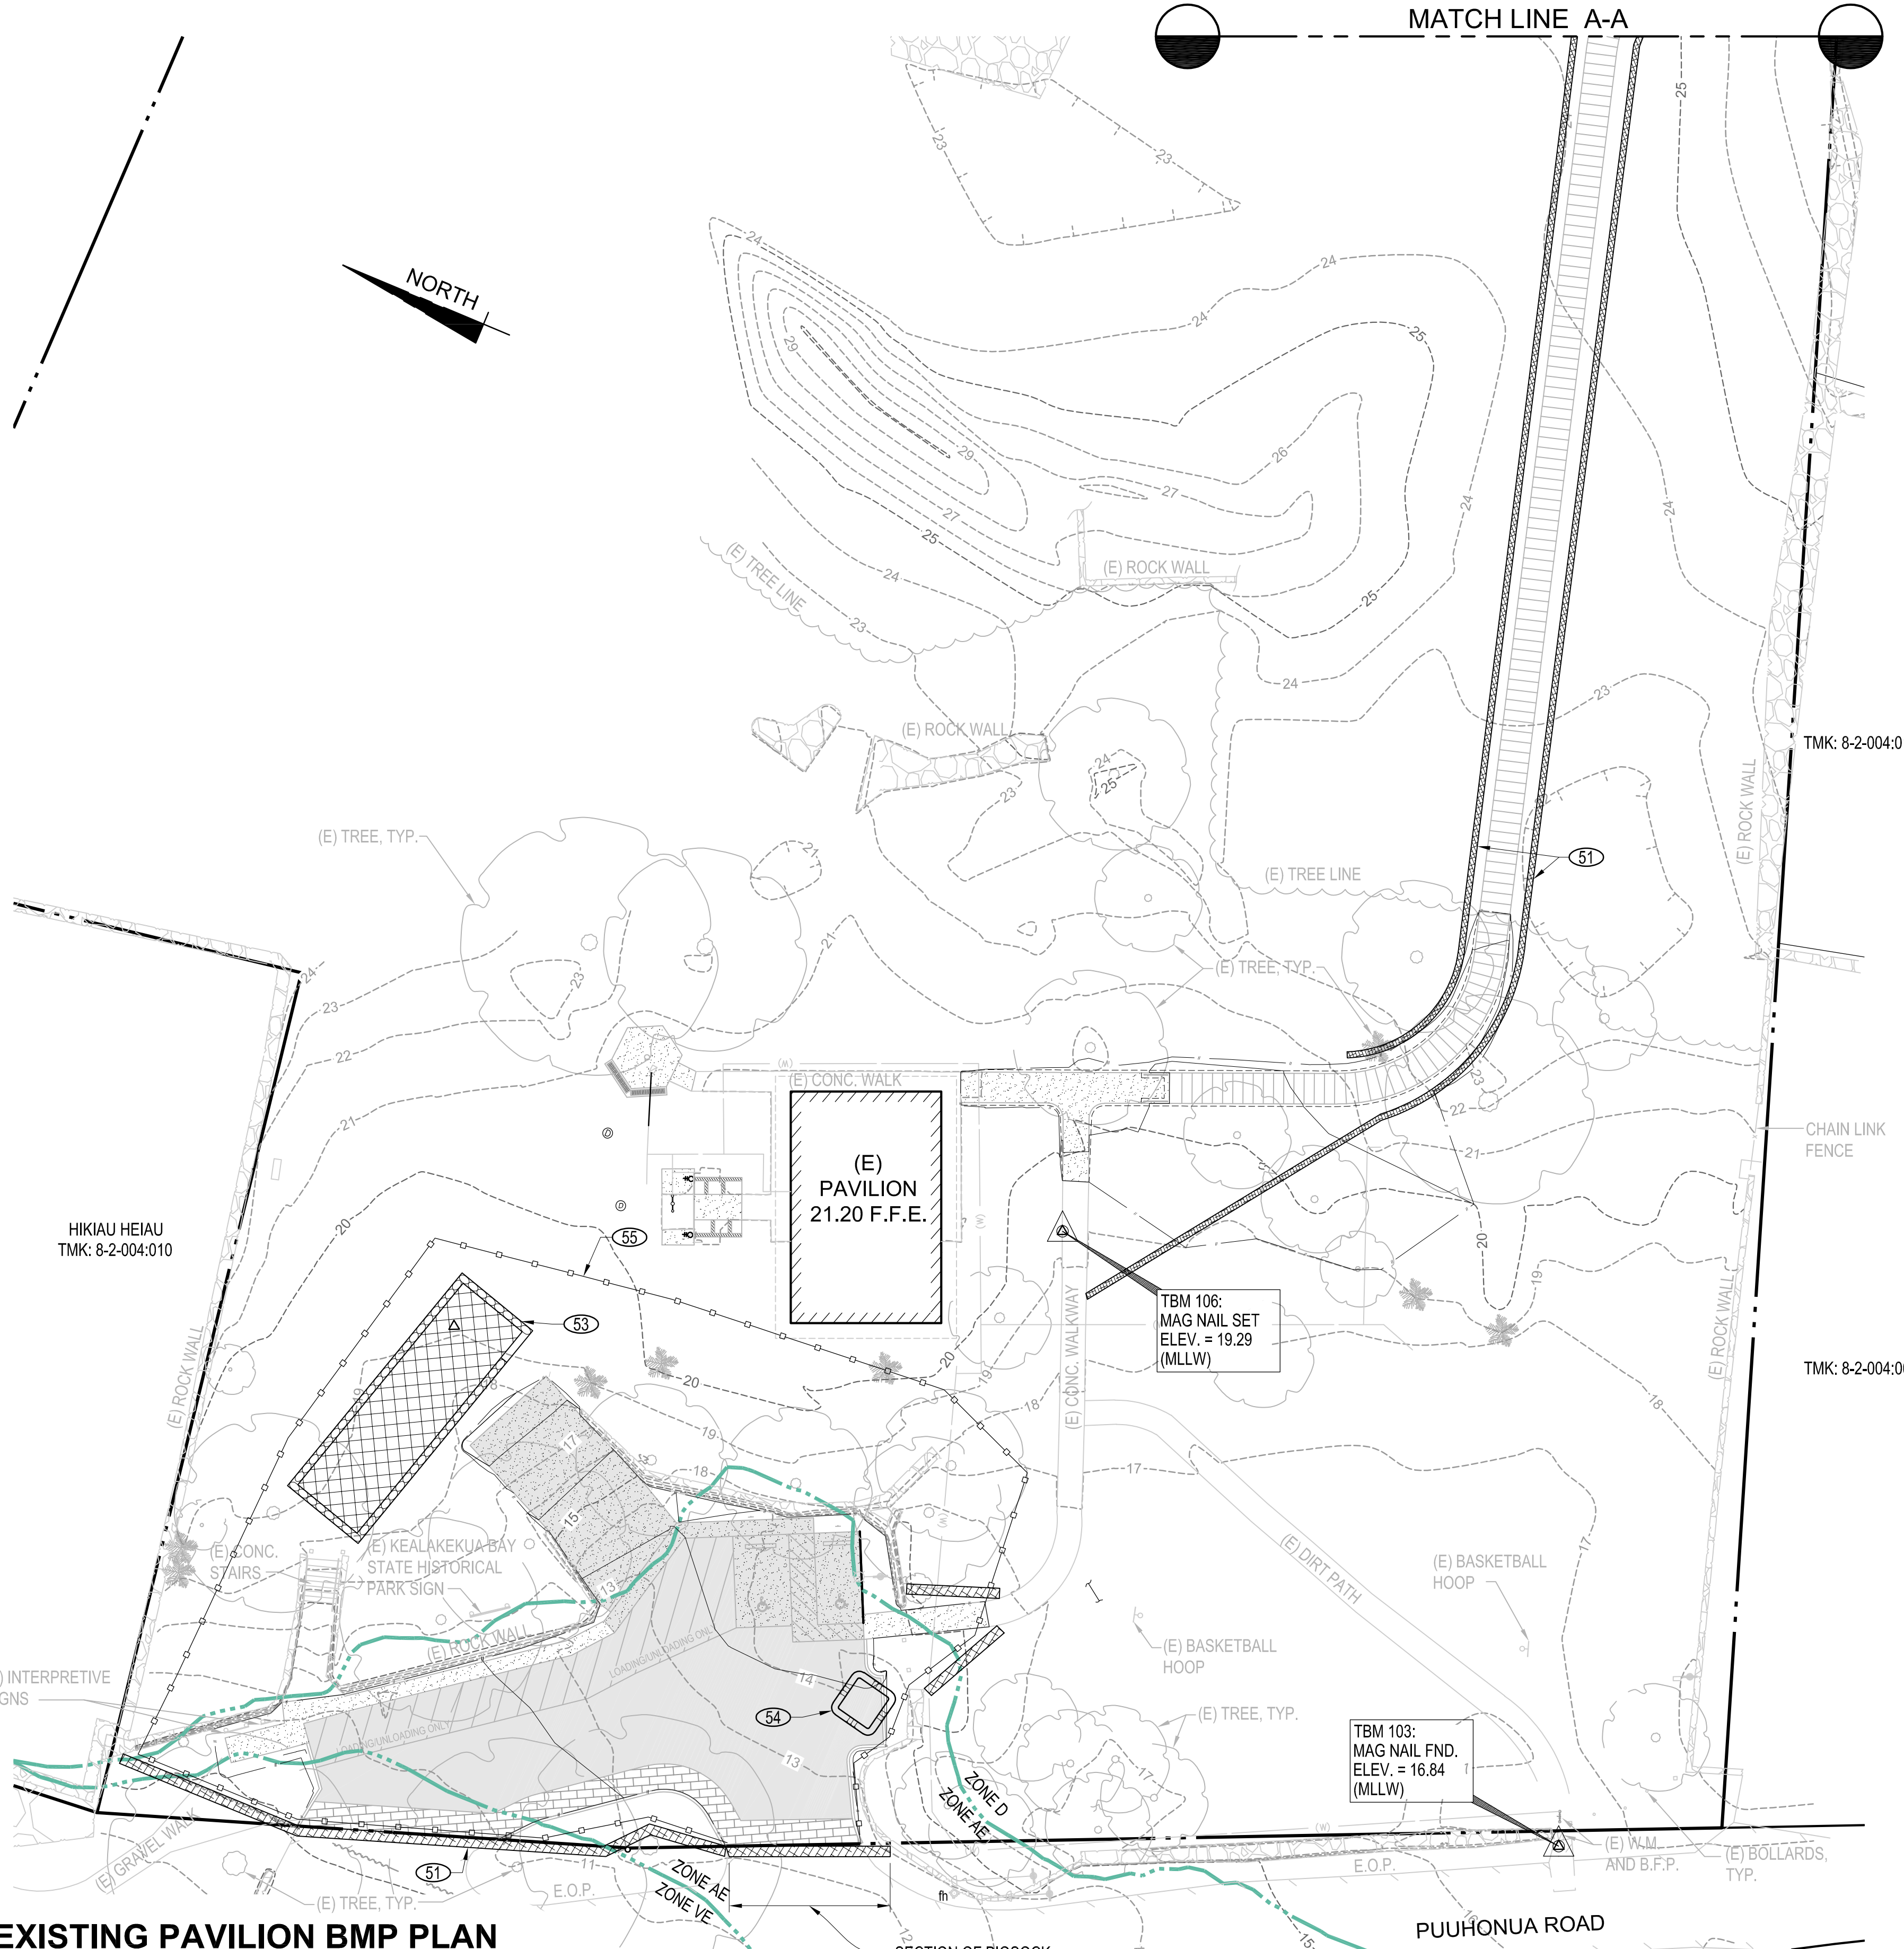 MATCH LINE A-A
25
23
23
24
24
24
NORTH
25
29
26
29
27
27
24
24
25
(E) TREE LINE
24
(E) ROCK WALL
25
23
24
23
(E) ROCK WALL
TMK: 8-2-004:0
24
25
23
(E) ROCK WALL
(E) TREE, TYP.
21
51
(E) TREE LINE
21
24
23
23
(E) TREE, TYP.
22
(W)
(E) CONC. WALK
23
22
21
CHAIN LINK
FENCE
21
(E)
PAVILION
21.20 F.F.E.
D
D
HIKIAU HEIAU
TMK: 8-2-004:010
20
55
(W)
20
19
53
TBM 106:
MAG NAIL SET
ELEV. = 19.29
(MLLW)
(E) ROCK WALL
(E) CONC. WALKWAY
(E) ROCK WALL
TMK: 8-2-004:0
19
18
20
20
19
18
18
19
17
18
17
15
17
(E) CONC.
STAIRS
(E) KEALAKEKUA BAY
STATE HISTORICAL
PARK SIGN
13
(W)
(E) DIRT PATH
(E) BASKETBALL
HOOP
(E) ROCK WALL
LOADING/UNLOADING ONLY
(E) BASKETBALL
HOOP
INTERPRETIVE
GNS
14
54
(E) TREE, TYP.
LOADING/UNLOADING ONLY
13
17
TBM 103:
MAG NAIL FND.
ELEV. = 16.84
(MLLW)
ZONE D
ZONE AE
(E) GRAVEL WALK
(W)
(E) W.M.
AND B.F.P.
(E) BOLLARDS,
TYP.
51
11
E.O.P.
ZONE AE
ZONE VE
E.O.P.
(E) TREE, TYP.
fh
12
15
PUUHONUA ROAD
EXISTING PAVILION BMP PLAN